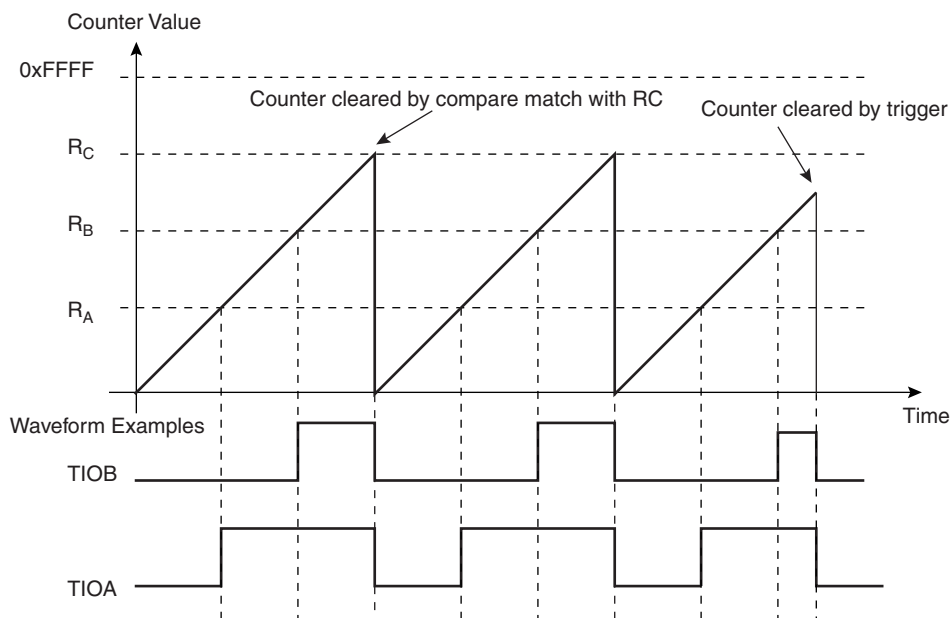 Counter Value
0xFFFF
Counter cleared by compare match with RC
Counter cleared by trigger
RC
RB
RA
Time
Waveform Examples
TIOB
TIOA